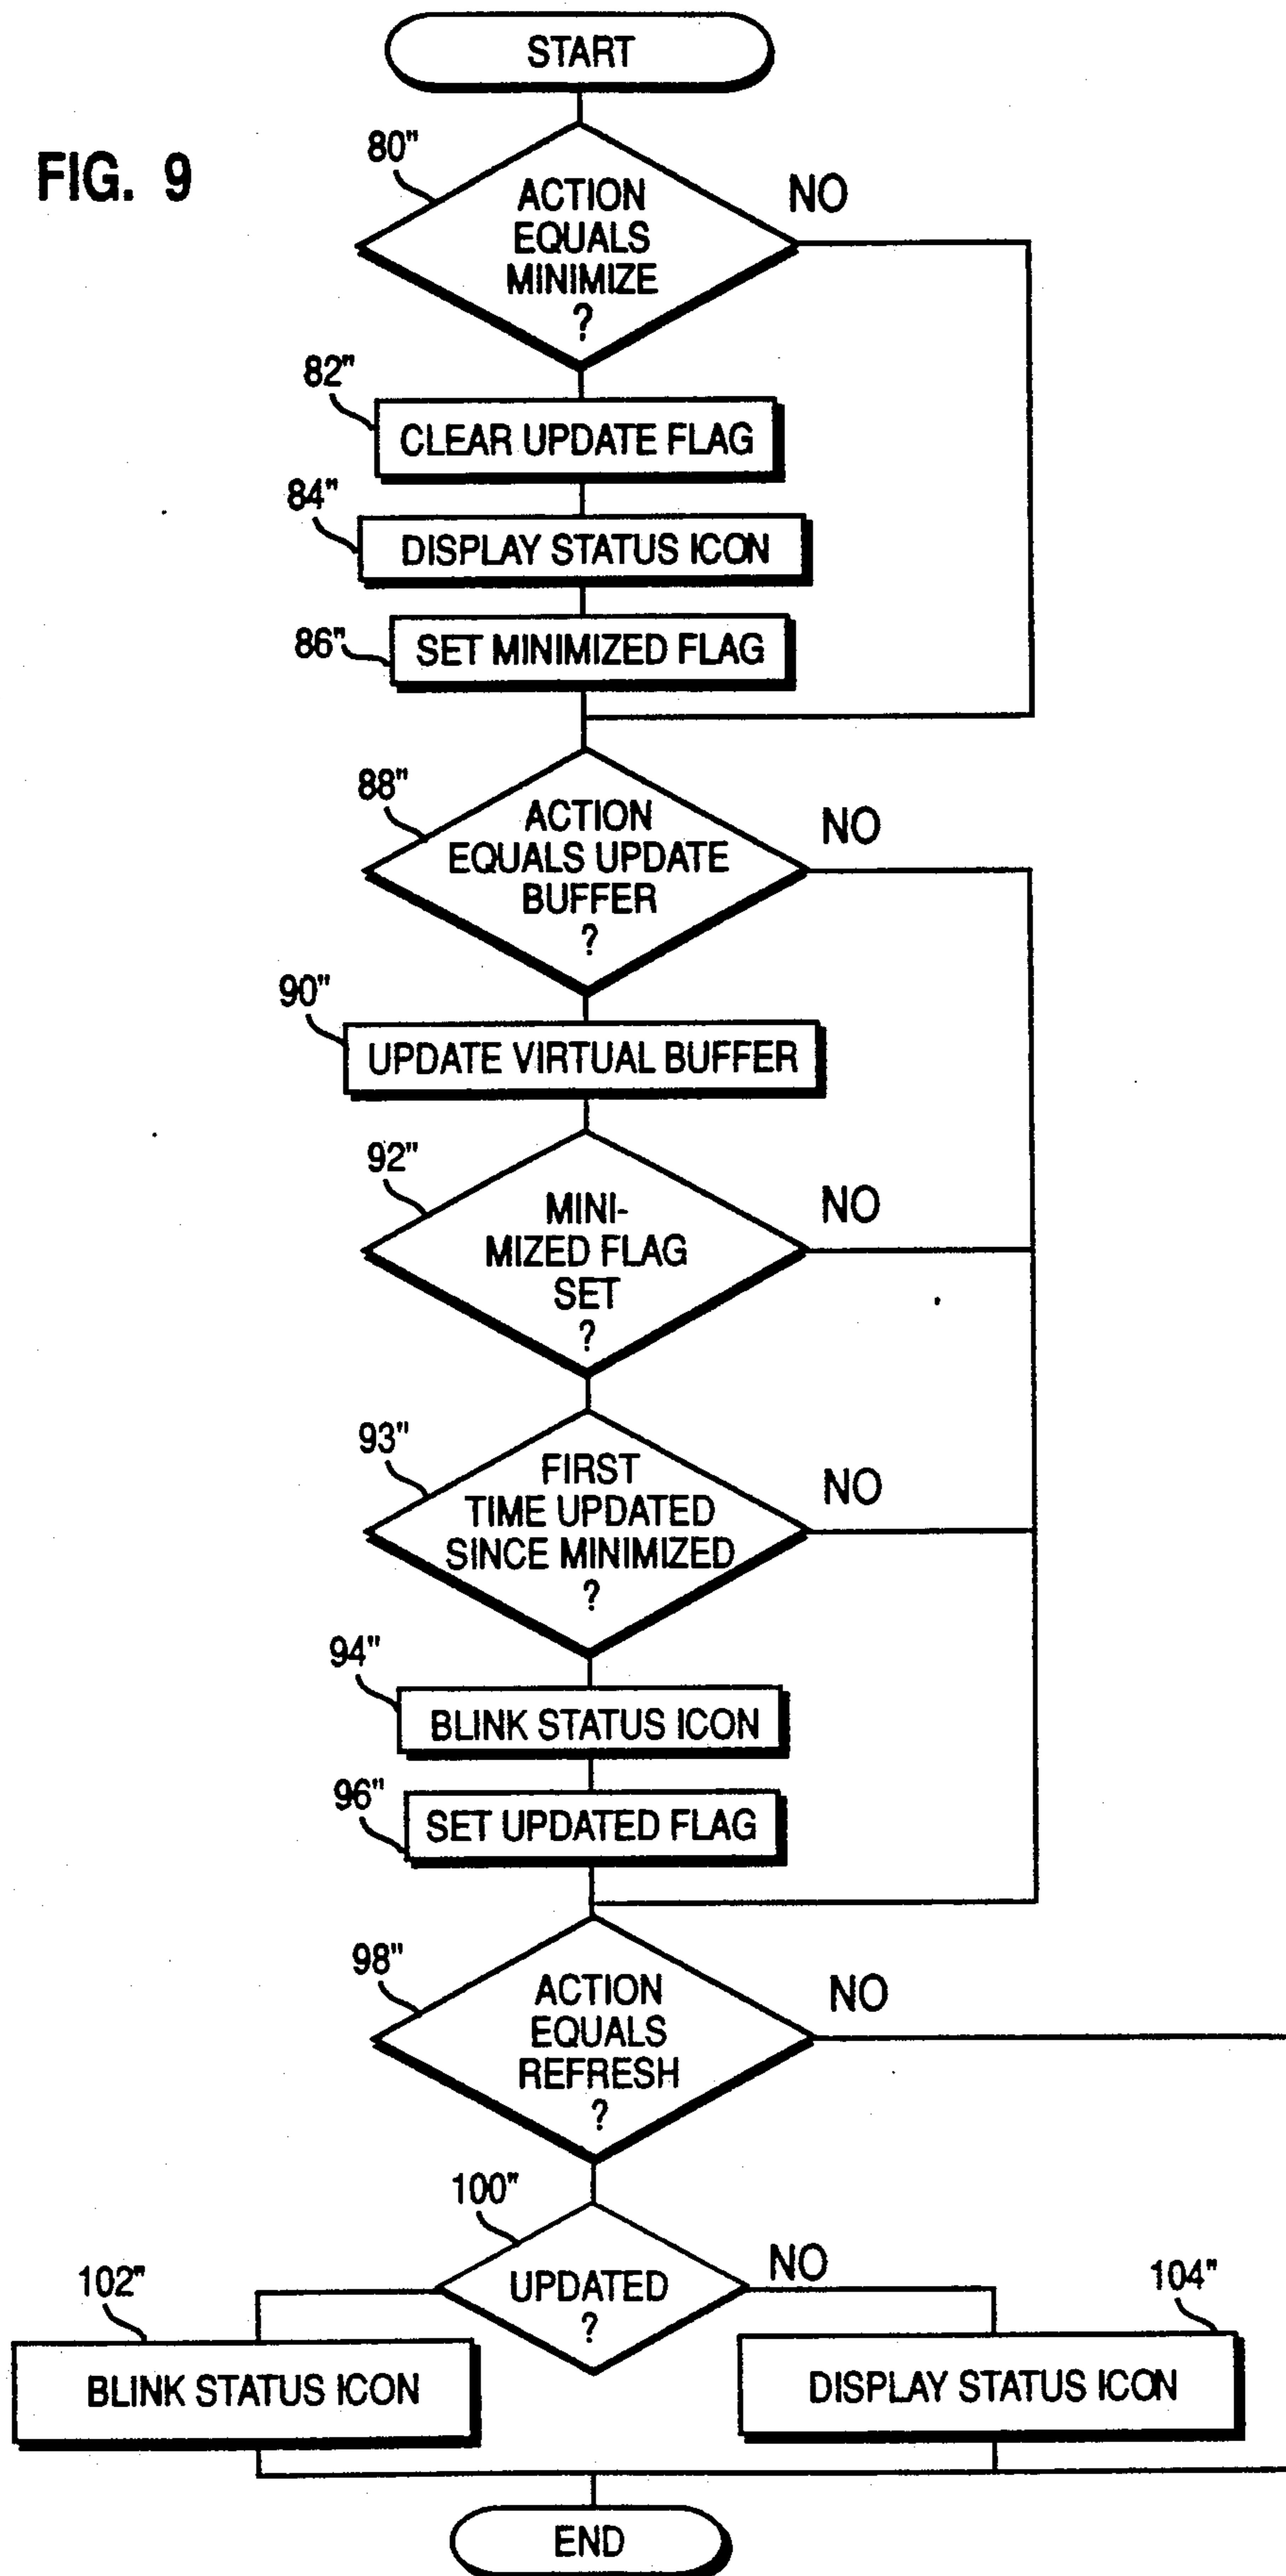 START
FIG. 9
80"
ACTION
EQUALS
MINIMIZE
?
NO
82"
CLEAR UPDATE FLAG
84"
DISPLAY STATUS ICON
86"
SET MINIMIZED FLAG
88"
ACTION
EQUALS UPDATE
BUFFER
?
NO
90"
UPDATE VIRTUAL BUFFER
92"
MINI-
MIZED FLAG
SET
?
NO
93"
FIRST
TIME UPDATED
SINCE MINIMIZED
?
NO
94"
BLINK STATUS ICON
96"
SET UPDATED FLAG
98"
ACTION
EQUALS
REFRESH
?
NO
100"
UPDATED
?
NO
102"
BLINK STATUS ICON
104"
DISPLAY STATUS ICON
END